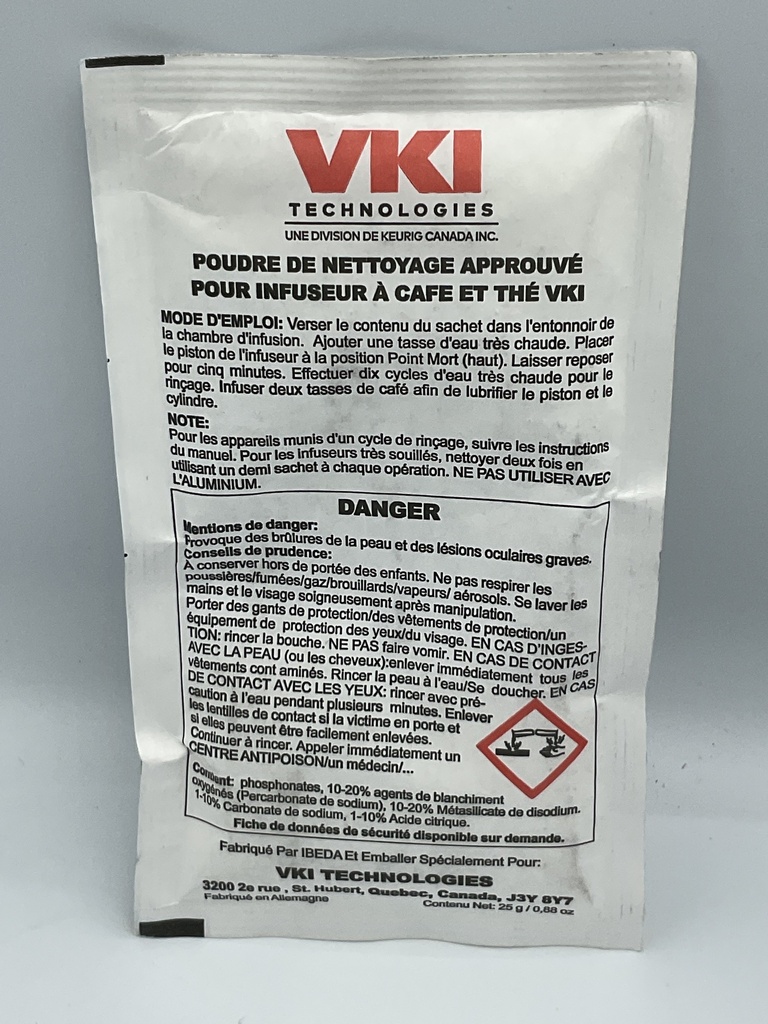 VKI
TECHNOLOGIES
UNE DIVISION DE KEURIG CANADA INC.
POUDRE DE NETTOYAGE APPROUVÉ
POUR INFUSEUR À CAFE ET THÉ VKI
MODE D'EMPLOI: Verser le contenu du sachet dans l'entonnoir de
la chambre d'infusion. Ajouter une tasse d'eau très chaude. Placer
le piston de l'infuseur à la position Point Mort (haut). Laisser reposer
pour cinq minutes. Effectuer dix cycles d'eau très chaude pour le
rinçage. Infuser deux tasses de café afin de lubrifier le piston et le
cylindre.
NOTE:
Pour les appareils munis d'un cycle de rinçage, suivre les instructions
du manuel. Pour les infuseurs très souillés, nettoyer deux fois en
utilisant un demi sachet à chaque opération. NE PAS UTILISER AVEC
L'ALUMINIUM.
DANGER
Mentions de danger:
Provoque des brûlures de la peau et des lésions oculaires graves.
Conseils de prudence:
À conserver hors de portée des enfants. Ne pas respirer les
poussières/fumées/gaz/brouillards/vapeurs/ aérosols. Se laver les
mains et le visage soigneusement après manipulation.
Porter des gants de protection/des vêtements de protection/un
équipement de protection des yeux/du visage. EN CAS D'INGES-
TION: rincer la bouche. NE PAS faire vomir. EN CAS DE CONTACT
AVEC LA PEAU (ou les cheveux):enlever immédiatement tous les
vêtements cont aminés. Rincer la peau à l'eau/Se doucher. EN CAS
DE CONTACT AVEC LES YEUX: rincer avec pré-
caution à l'eau pendant plusieurs minutes. Enlever
les lentilles de contact si la victime en porte et
si elles peuvent être facilement enlevées.
Continuer à rincer. Appeler immédiatement un
CENTRE ANTIPOISON/un médecin/...
Contient: phosphonates, 10-20% agents de blanchiment
oxygénés (Percarbonate de sodium), 10-20% Métasilicate de disodium.
1-10% Carbonate de sodium, 1-10% Acide citrique.
Fiche de données de sécurité disponible sur demande.
Fabriqué Par IBEDA Et Emballer Spécialement Pour:
VKI TECHNOLOGIES
3200 2e rue , St. Hubert, Quebec, Canada, J3Y 8Y7
Fabriqué en Allemagne Contenu Net: 25 g / 0,88 oz